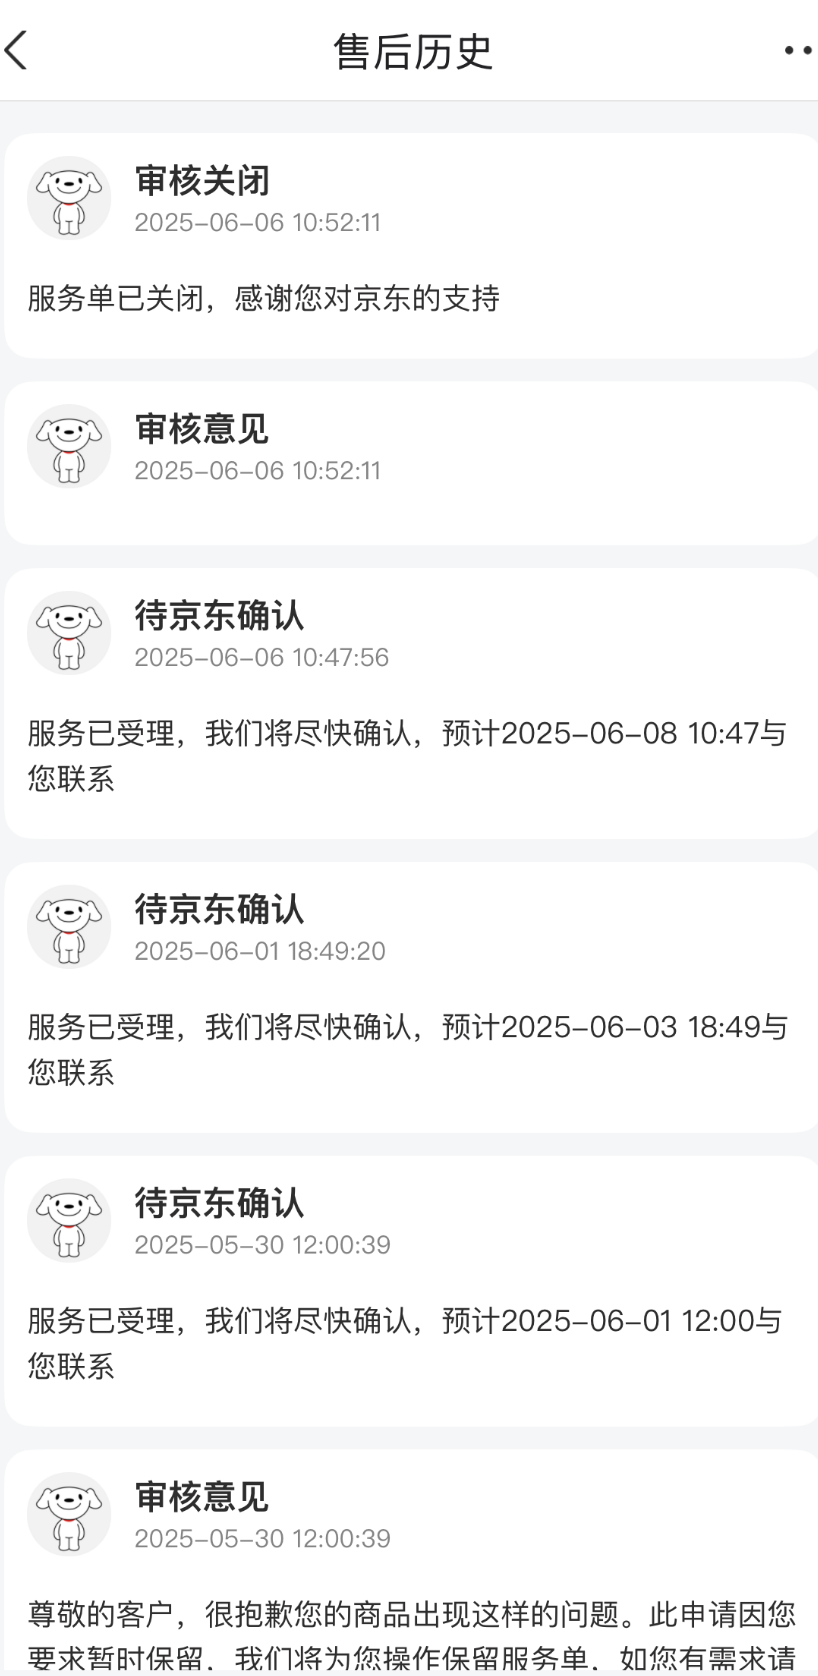 售后历史
审核关闭
2025-06-06 10:52:11
服务单已关闭，感谢您对京东的支持
审核意见
2025-06-06 10:52:11
待京东确认
2025-06-06 10:47:56
服务已受理，我们将尽快确认，预计2025-06-08 10:47与
您联系
待京东确认
2025-06-01 18:49:20
服务已受理，我们将尽快确认，预计2025-06-03 18:49与
您联系
待京东确认
2025-05-30 12:00:39
服务已受理，我们将尽快确认，预计2025-06-01 12:00与
您联系
审核意见
2025-05-30 12:00:39
尊敬的客户，很抱歉您的商品出现这样的问题。此申请因您
要求暂时保留，我们将为您操作保留服务单，如您有需求请